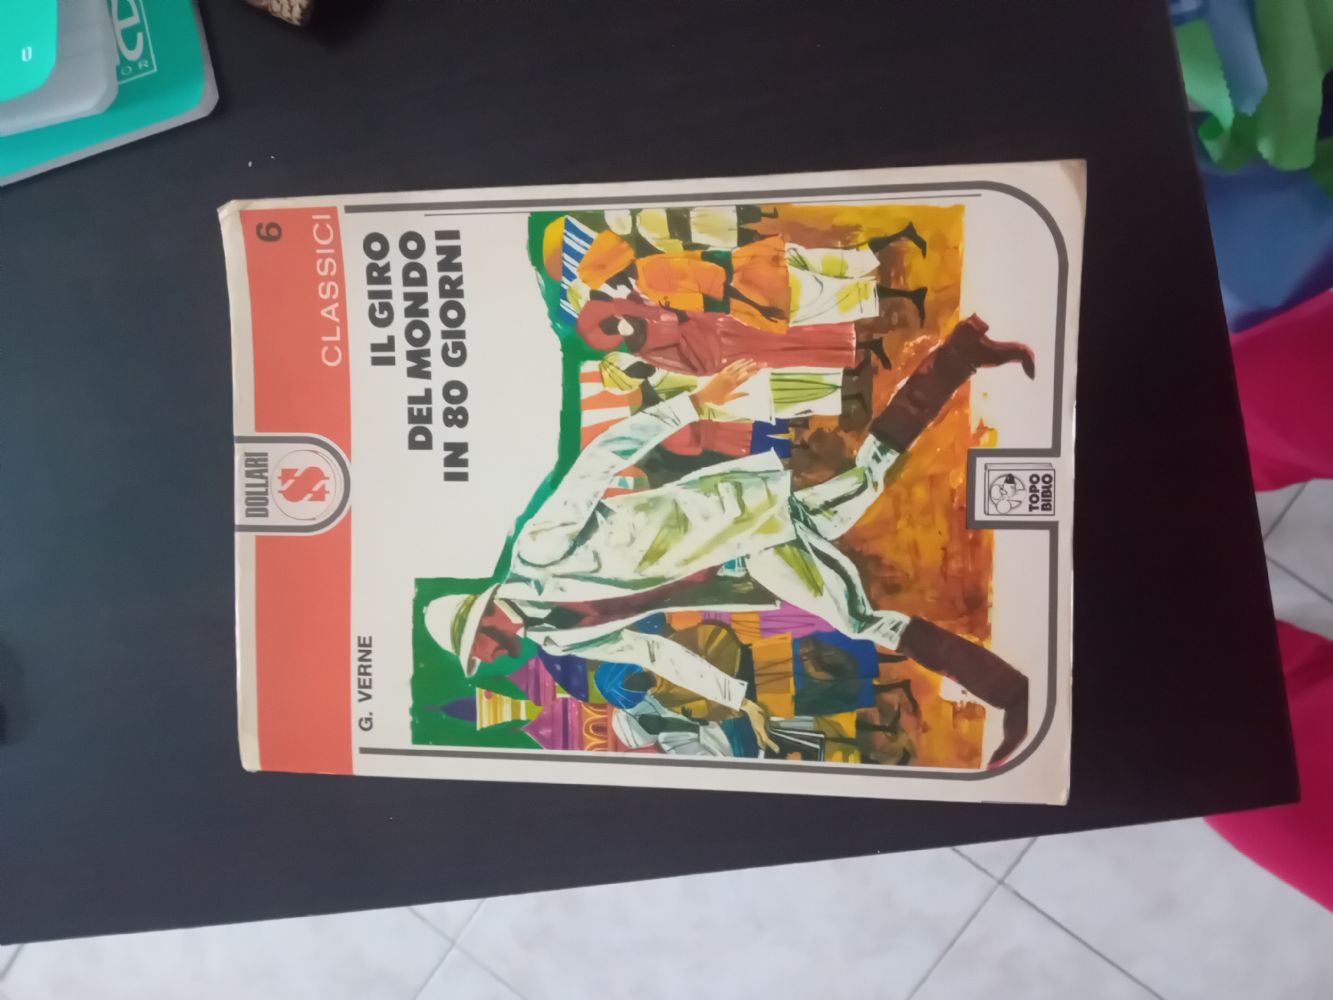 DOLLARI
6
CLASSICI
G. VERNE
IL GIRO
DEL MONDO
IN 80 GIORNI
TOPO
BIBLO